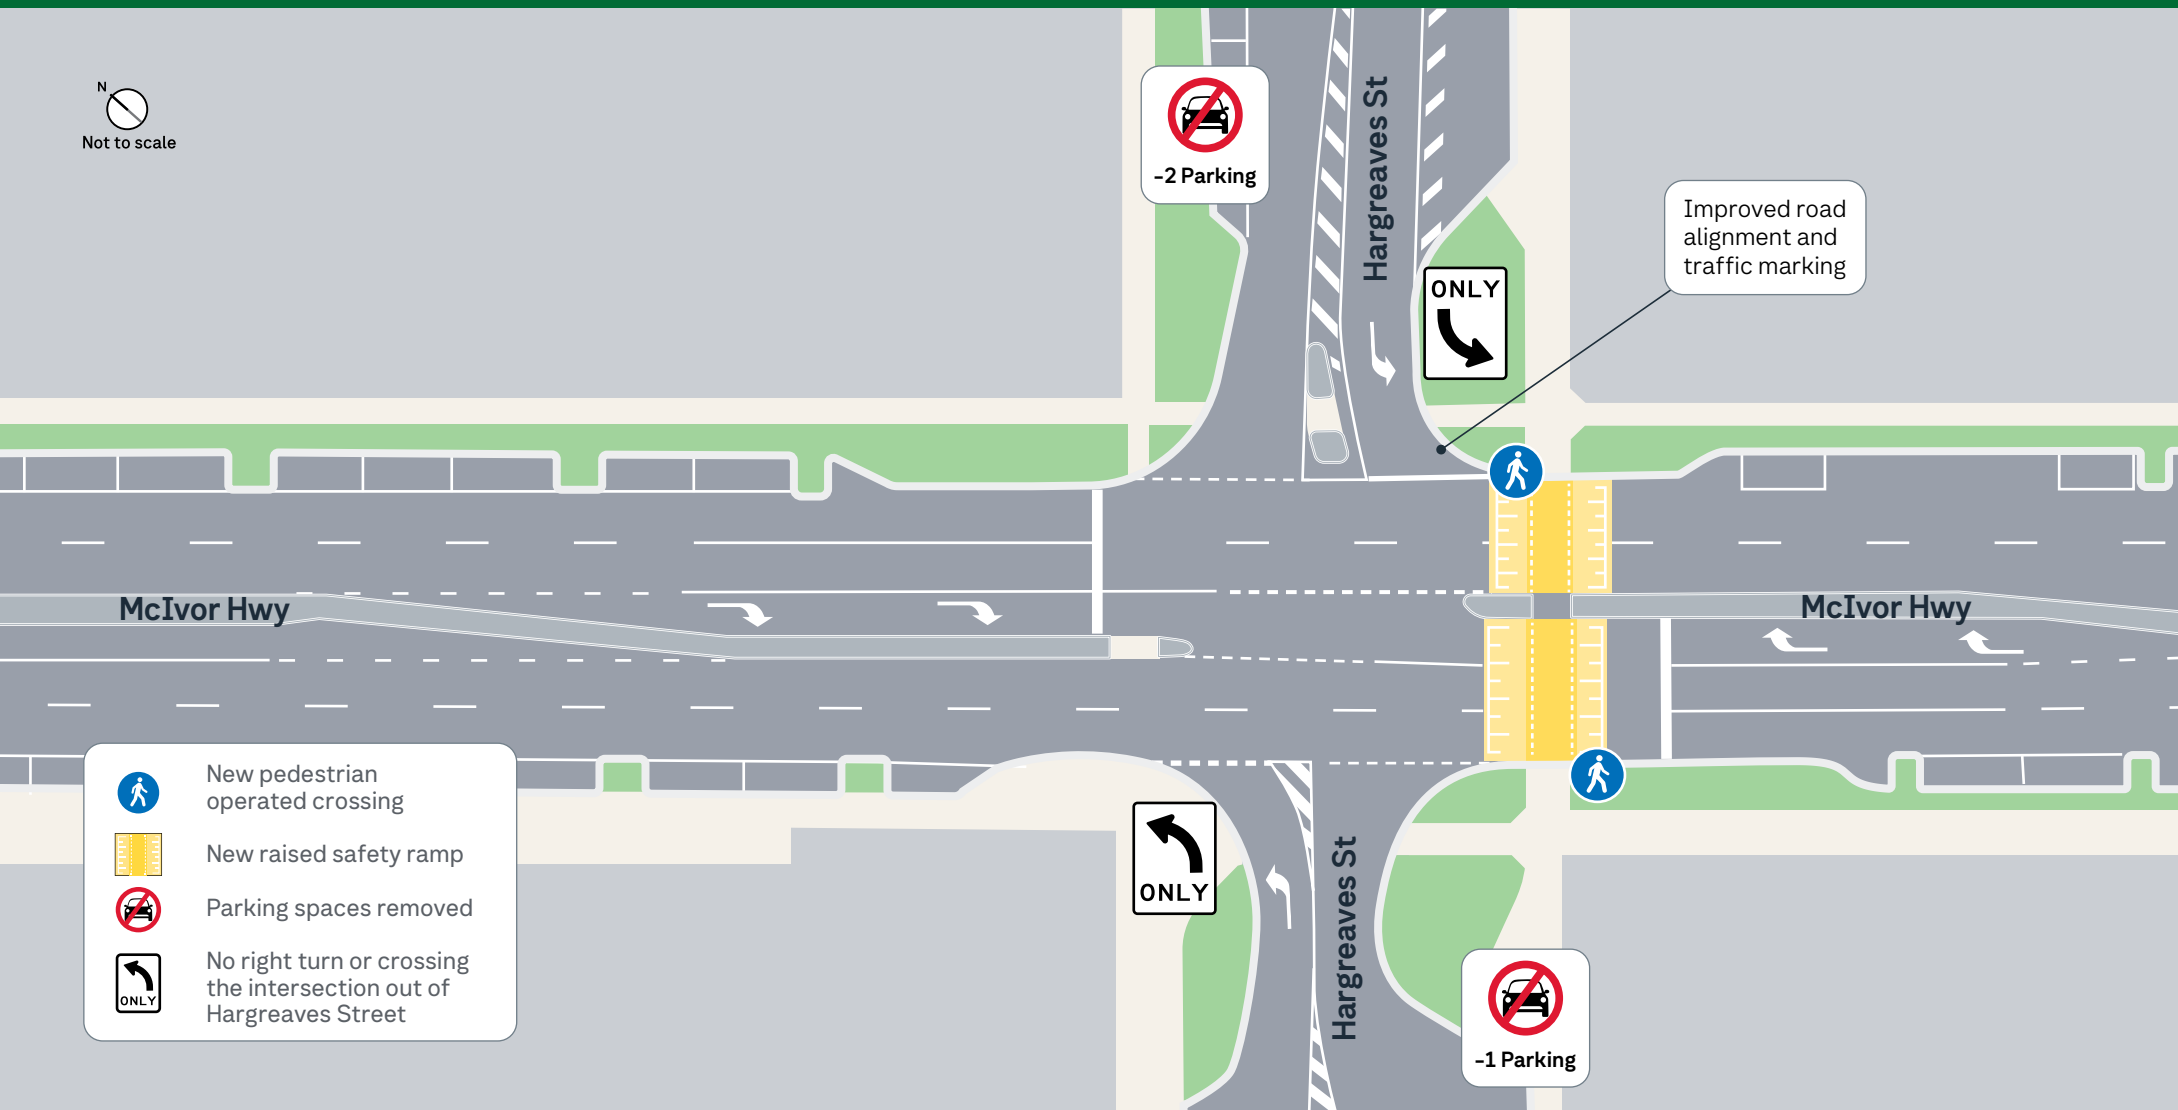 N
Not to scale
-2 Parking
Hargreaves St
Improved road
alignment and
traffic marking
ONLY
McIvor Hwy
McIvor Hwy
ONLY
Hargreaves St
-1 Parking
New pedestrian
operated crossing
New raised safety ramp
Parking spaces removed
ONLY
No right turn or crossing
the intersection out of
Hargreaves Street